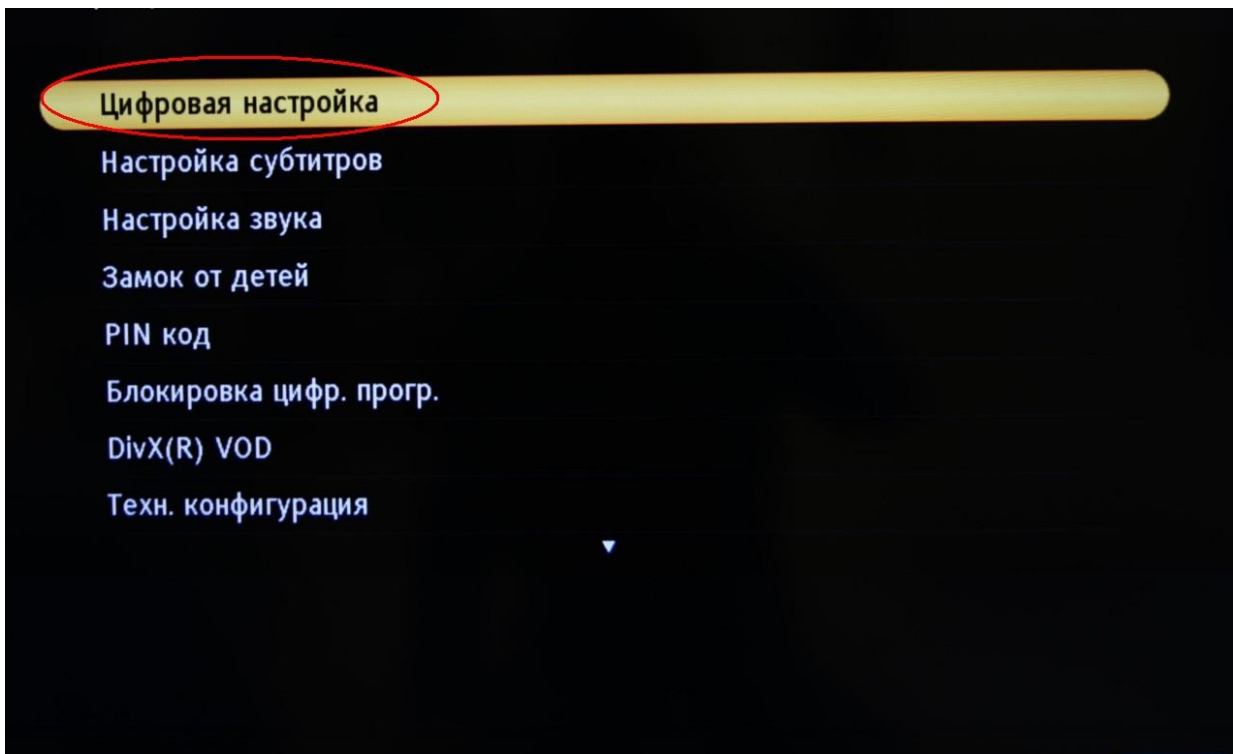 Цифровая настройка
Настройка субтитров
Настройка звука
Замок от детей
PIN код
Блокировка цифр. прогр.
DivX(R) VOD
Техн. конфигурация